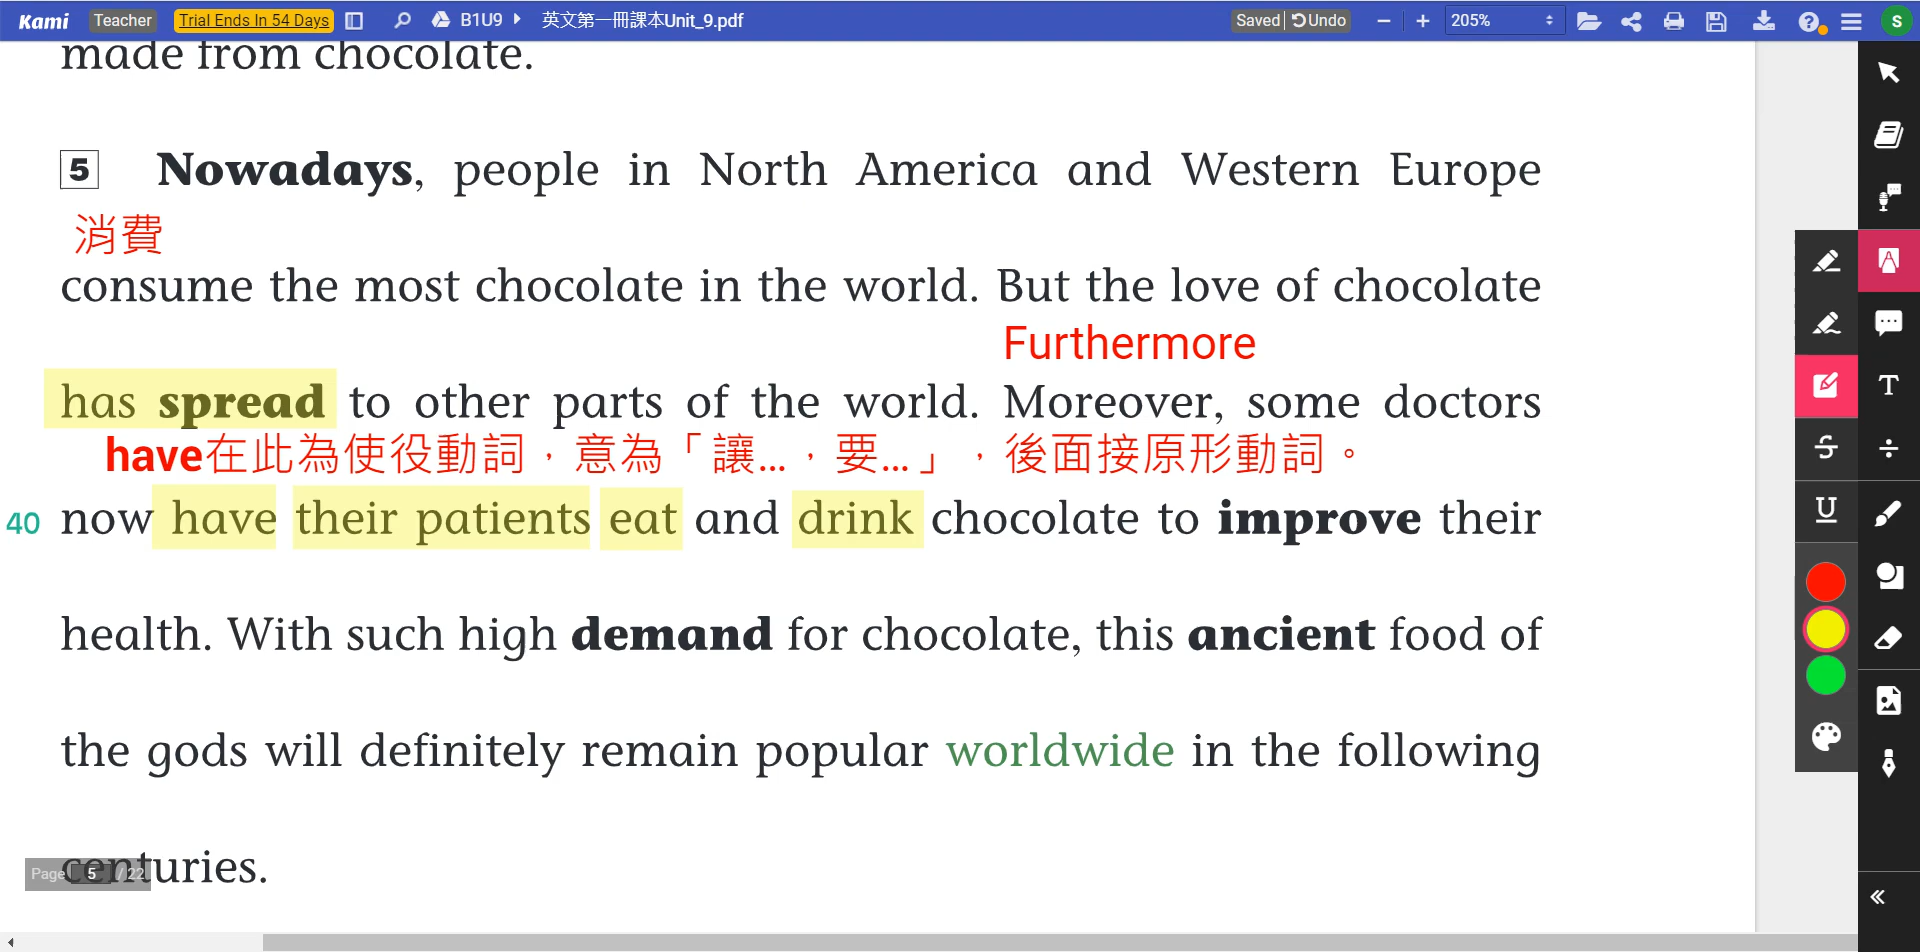 Kami Teacher Trial Ends In 54 Days B1U9 英文第一冊課本Unit_9.pdf Saved Undo 205% S
made from chocolate.
5 Nowadays, people in North America and Western Europe
消費
consume the most chocolate in the world. But the love of chocolate
Furthermore
has spread to other parts of the world. Moreover, some doctors
have在此為使役動詞，意為「讓...，要...」，後面接原形動詞。
40 now have their patients eat and drink chocolate to improve their
health. With such high demand for chocolate, this ancient food of
the gods will definitely remain popular worldwide in the following
centuries.
Page 5 / 22